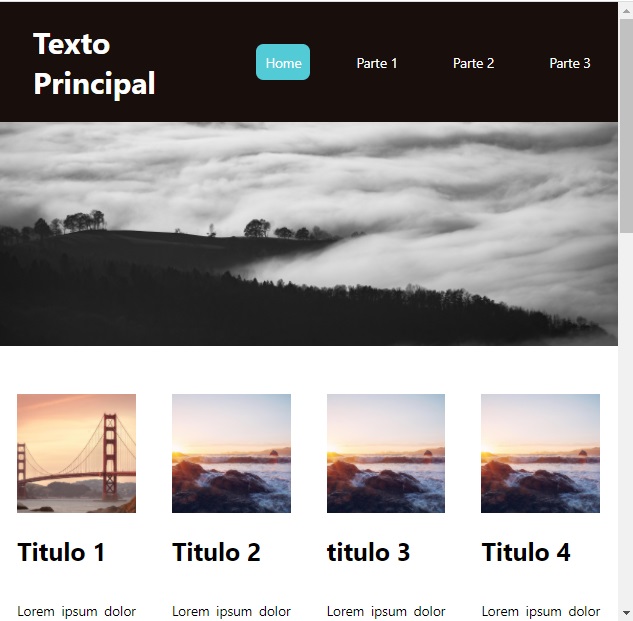 Texto
Principal
Home Parte 1 Parte 2 Parte 3
Titulo 1 Titulo 2 titulo 3 Titulo 4
Lorem ipsum dolor Lorem ipsum dolor Lorem ipsum dolor Lorem ipsum dolor